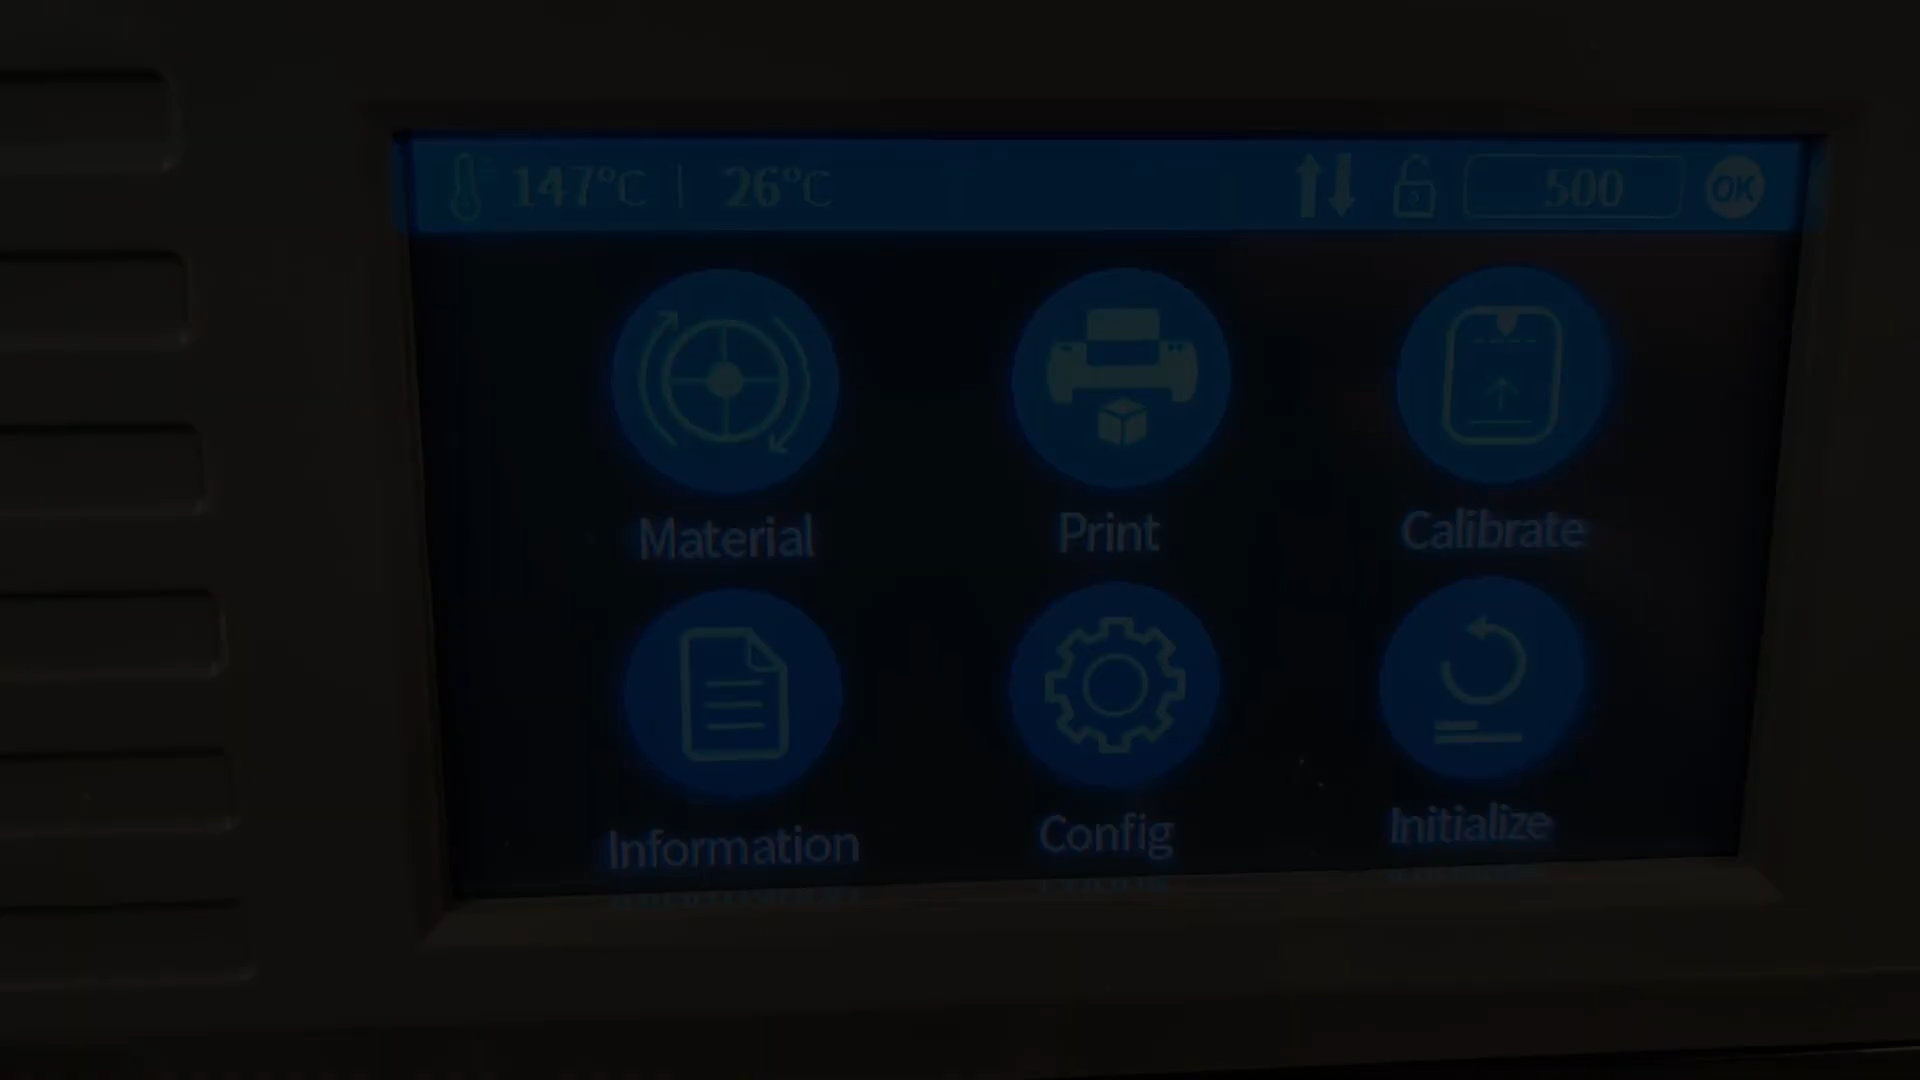 147°C | 26°C 500 OK
Material Print Calibrate
Information Config Initialize